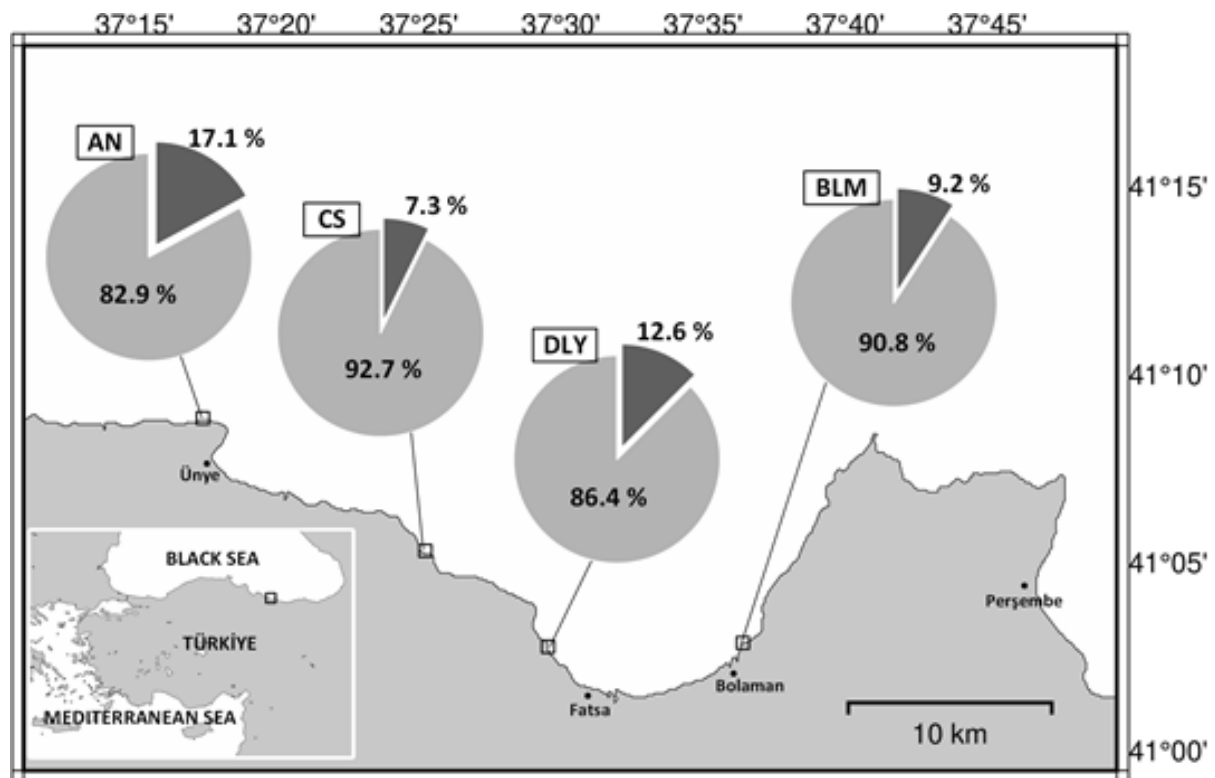 37°15' 37°20' 37°25' 37°30' 37°35' 37°40' 37°45'
AN
17.1 %
82.9 %
CS
7.3 %
92.7 %
DLY
12.6 %
86.4 %
BLM
9.2 %
90.8 %
41°15'
41°10'
41°05'
41°00'
Ünye
Fatsa
Bolaman
Perşembe
10 km
BLACK SEA
TÜRKİYE
MEDITERRANEAN SEA